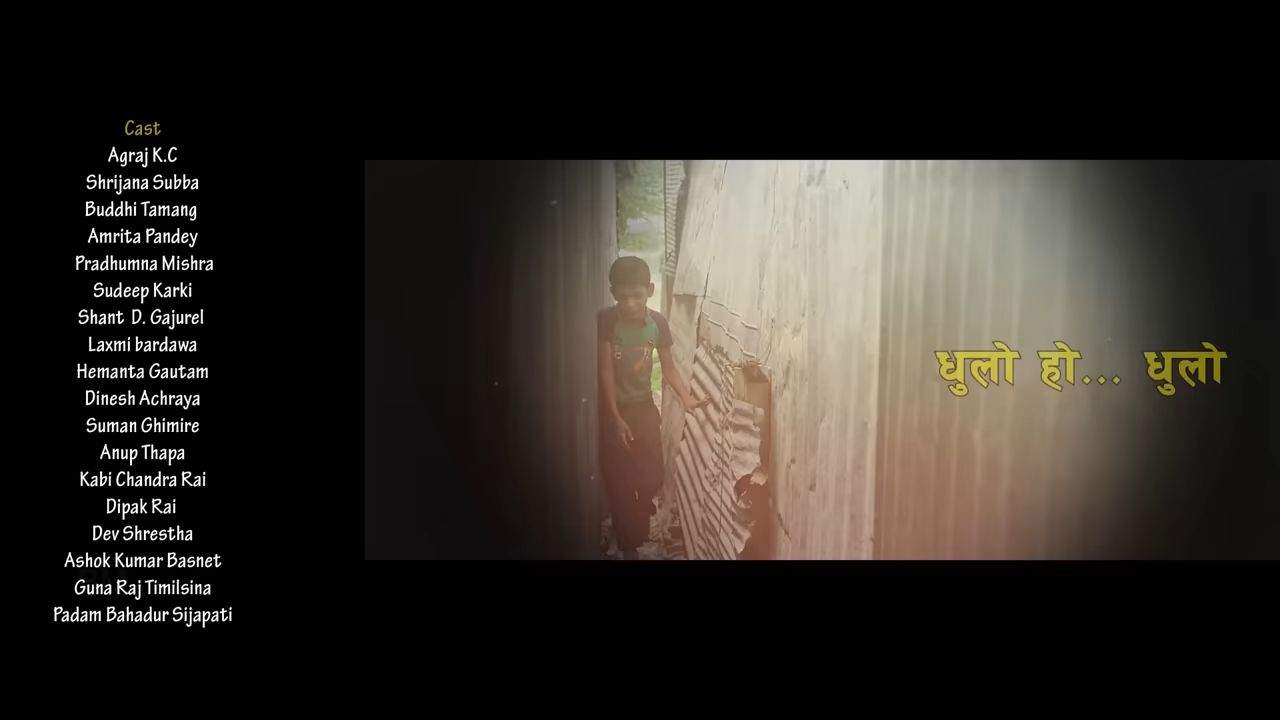 Cast
Agraj K.C
Shrijana Subba
Buddhi Tamang
Amrita Pandey
Pradhumna Mishra
Sudeep Karki
Shant D. Gajurel
Laxmi bardawa
Hemanta Gautam
Dinesh Achraya
Suman Ghimire
Anup Thapa
Kabi Chandra Rai
Dipak Rai
Dev Shrestha
Ashok Kumar Basnet
Guna Raj Timilsina
Padam Bahadur Sijapati
धुलो हो... धुलो